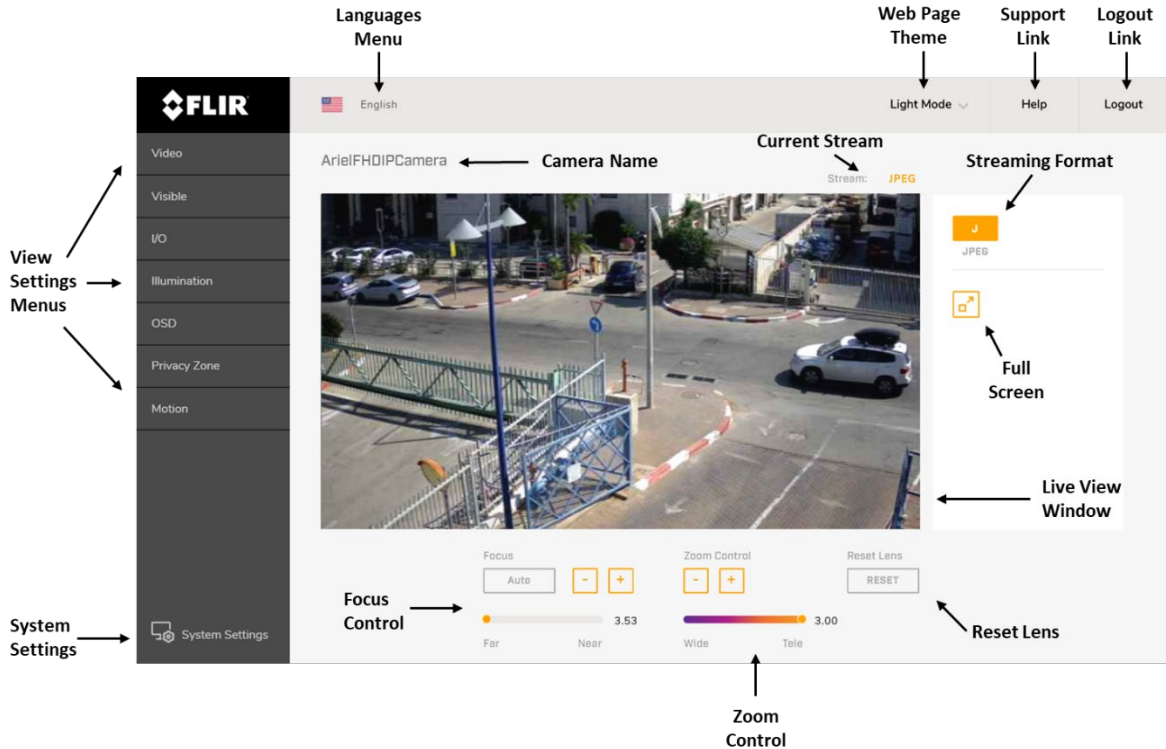 Languages
Menu
Web Page
Theme
Support
Link
Logout
Link
FLIR
English
Light Mode
Help
Logout
Video
Visible
I/O
Illumination
OSD
Privacy Zone
Motion
View
Settings
Menus
ArielFHDIPCamera
Camera Name
Current Stream
Stream:
JPEG
Streaming Format
J
JPEG
Full
Screen
Live View
Window
Focus
Auto
-
+
Zoom Control
-
+
Reset Lens
RESET
Focus
Control
3.53
Far
Near
3.00
Wide
Tele
Reset Lens
System
Settings
System Settings
Zoom
Control